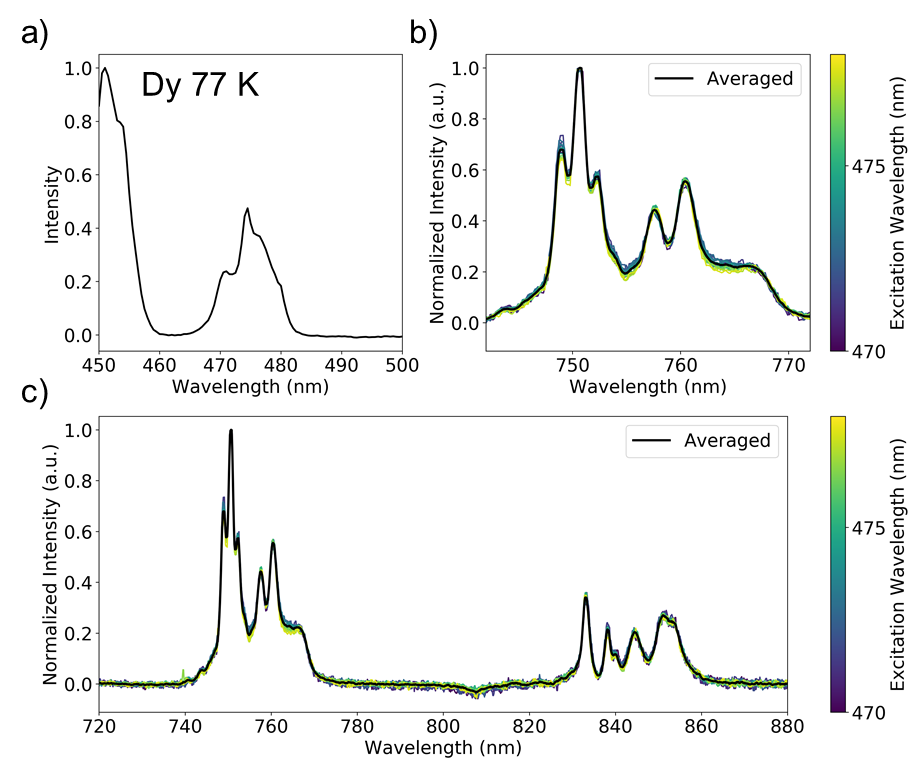 a)
Dy 77 K
1.0
0.8
0.6
0.4
0.2
0.0
Intensity
450 460 470 480 490 500
Wavelength (nm)
b)
Averaged
1.0
0.8
0.6
0.4
0.2
0.0
Normalized Intensity (a.u.)
750 760 770
Wavelength (nm)
475
470
Excitation Wavelength (nm)
c)
Averaged
1.0
0.8
0.6
0.4
0.2
0.0
Normalized Intensity (a.u.)
720 740 760 780 800 820 840 860 880
Wavelength (nm)
475
470
Excitation Wavelength (nm)